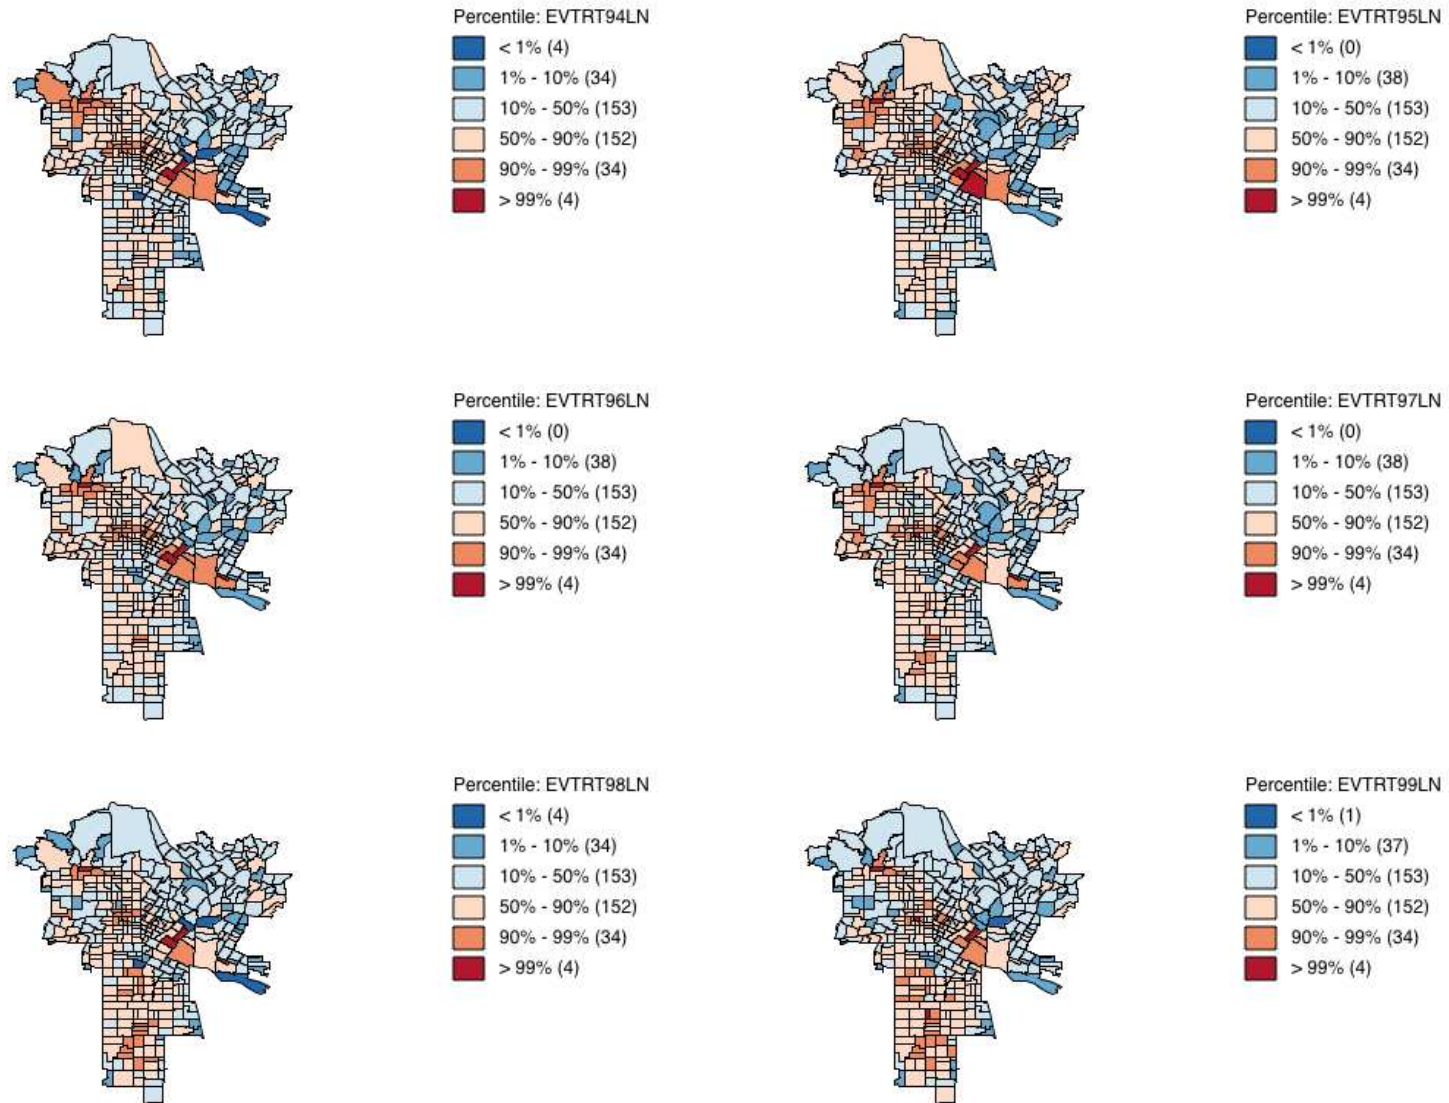 Percentile: EVTRT94LN
< 1% (4)
1% - 10% (34)
10% - 50% (153)
50% - 90% (152)
90% - 99% (34)
> 99% (4)
Percentile: EVTRT95LN
< 1% (0)
1% - 10% (38)
10% - 50% (153)
50% - 90% (152)
90% - 99% (34)
> 99% (4)
Percentile: EVTRT96LN
< 1% (0)
1% - 10% (38)
10% - 50% (153)
50% - 90% (152)
90% - 99% (34)
> 99% (4)
Percentile: EVTRT97LN
< 1% (0)
1% - 10% (38)
10% - 50% (153)
50% - 90% (152)
90% - 99% (34)
> 99% (4)
Percentile: EVTRT98LN
< 1% (4)
1% - 10% (34)
10% - 50% (153)
50% - 90% (152)
90% - 99% (34)
> 99% (4)
Percentile: EVTRT99LN
< 1% (1)
1% - 10% (37)
10% - 50% (153)
50% - 90% (152)
90% - 99% (34)
> 99% (4)